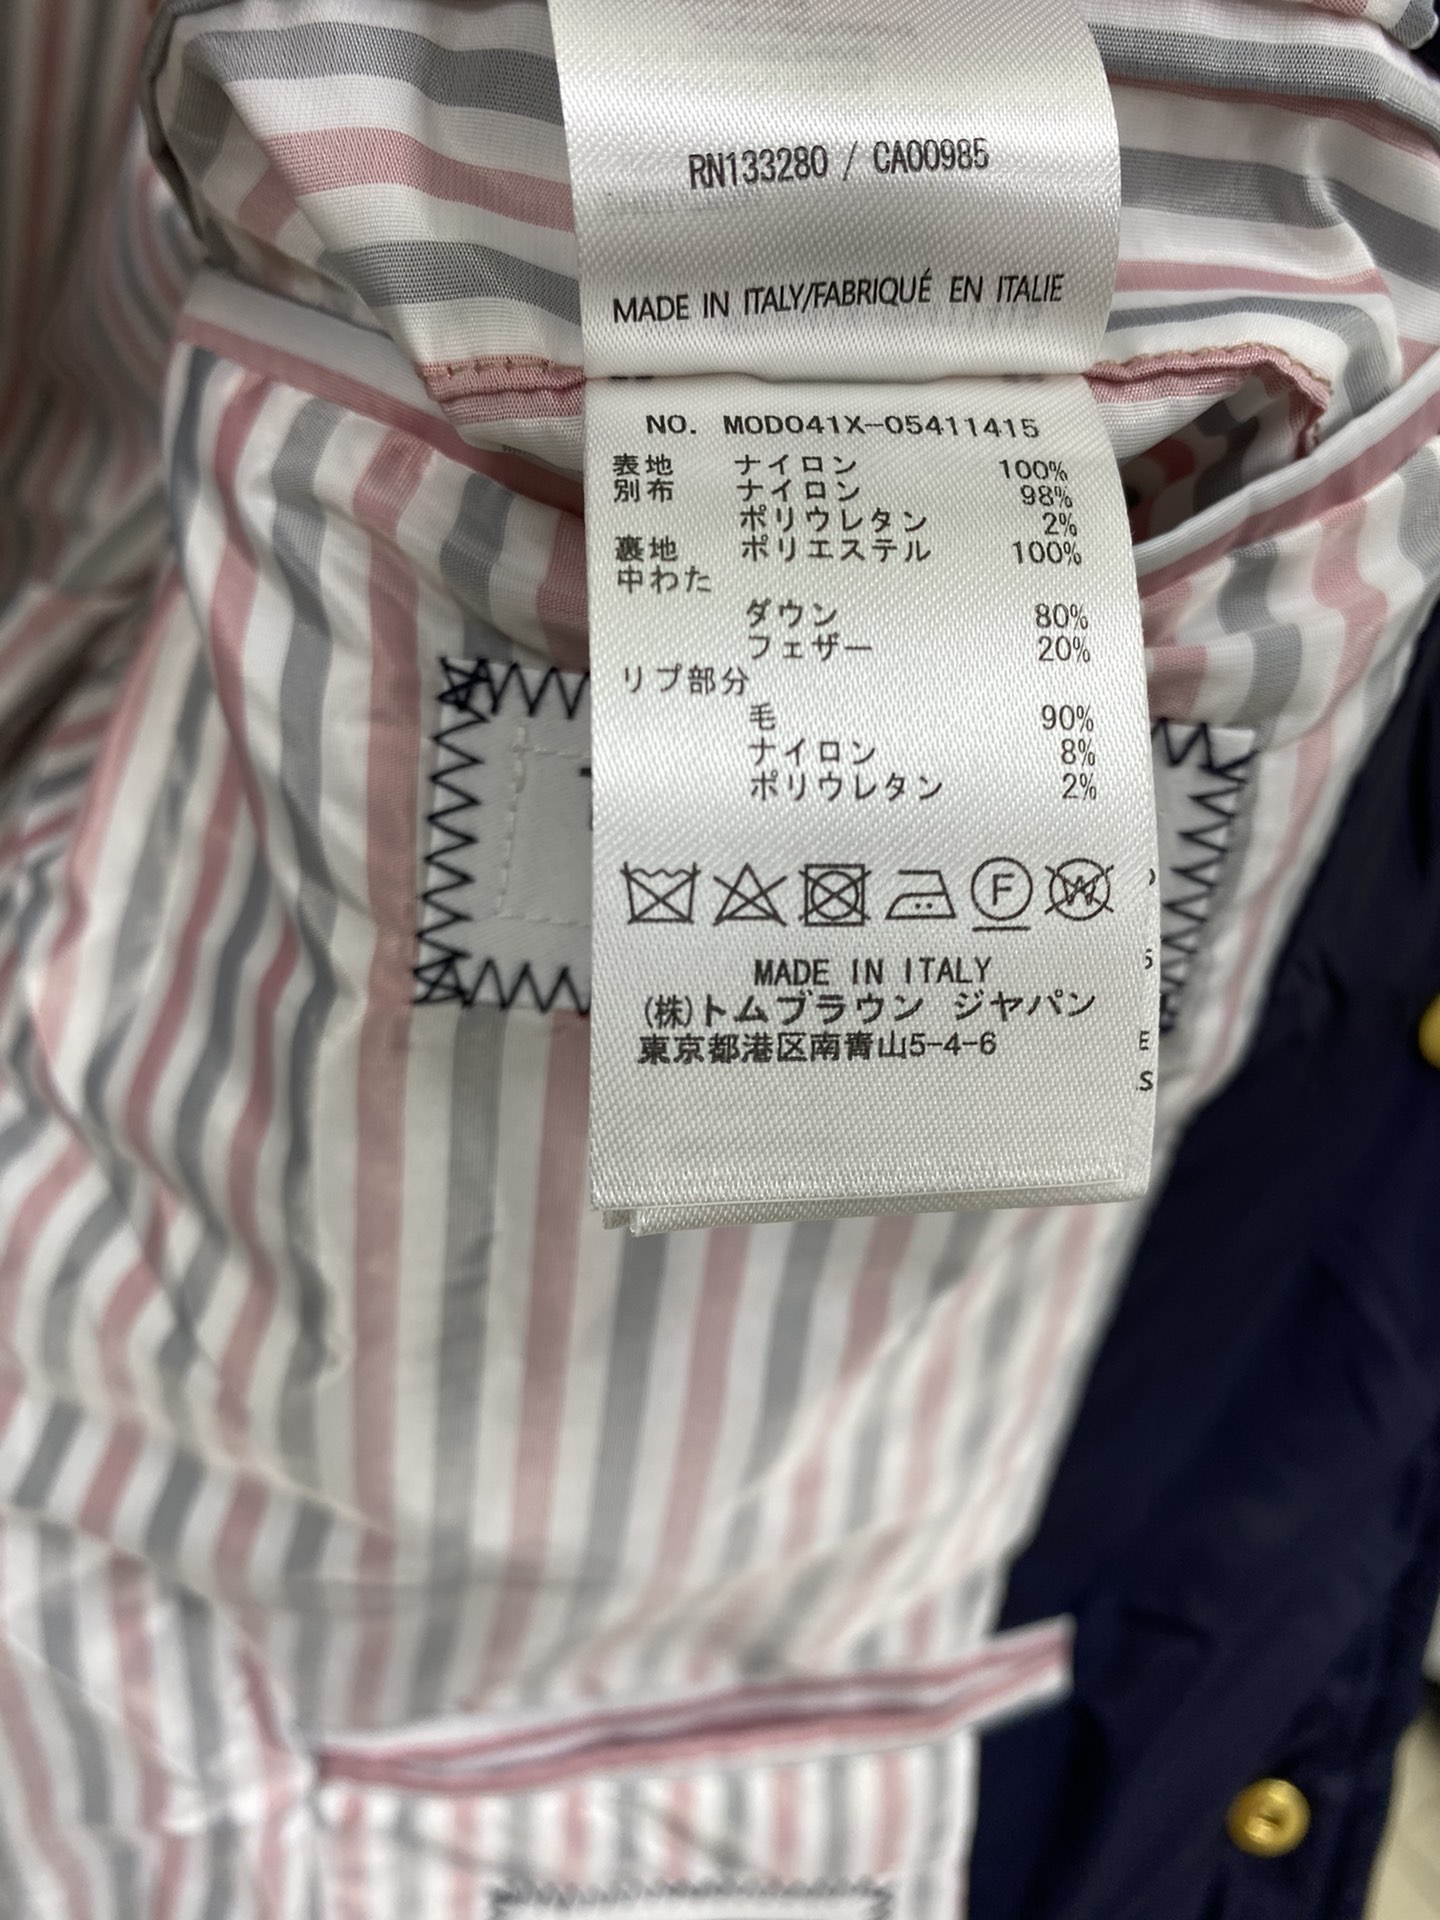 RN133280 / CA00985
MADE IN ITALY/FABRIQUÉ EN ITALIE
NO. MOD041X-05411415
表地 ナイロン 100%
別布 ナイロン 98%
ポリウレタン 2%
裏地 ポリエステル 100%
中わた
ダウン 80%
フェザー 20%
リブ部分
毛 90%
ナイロン 8%
ポリウレタン 2%
F W
MADE IN ITALY
(株)トムブラウン ジヤパン
東京都港区南青山5-4-6